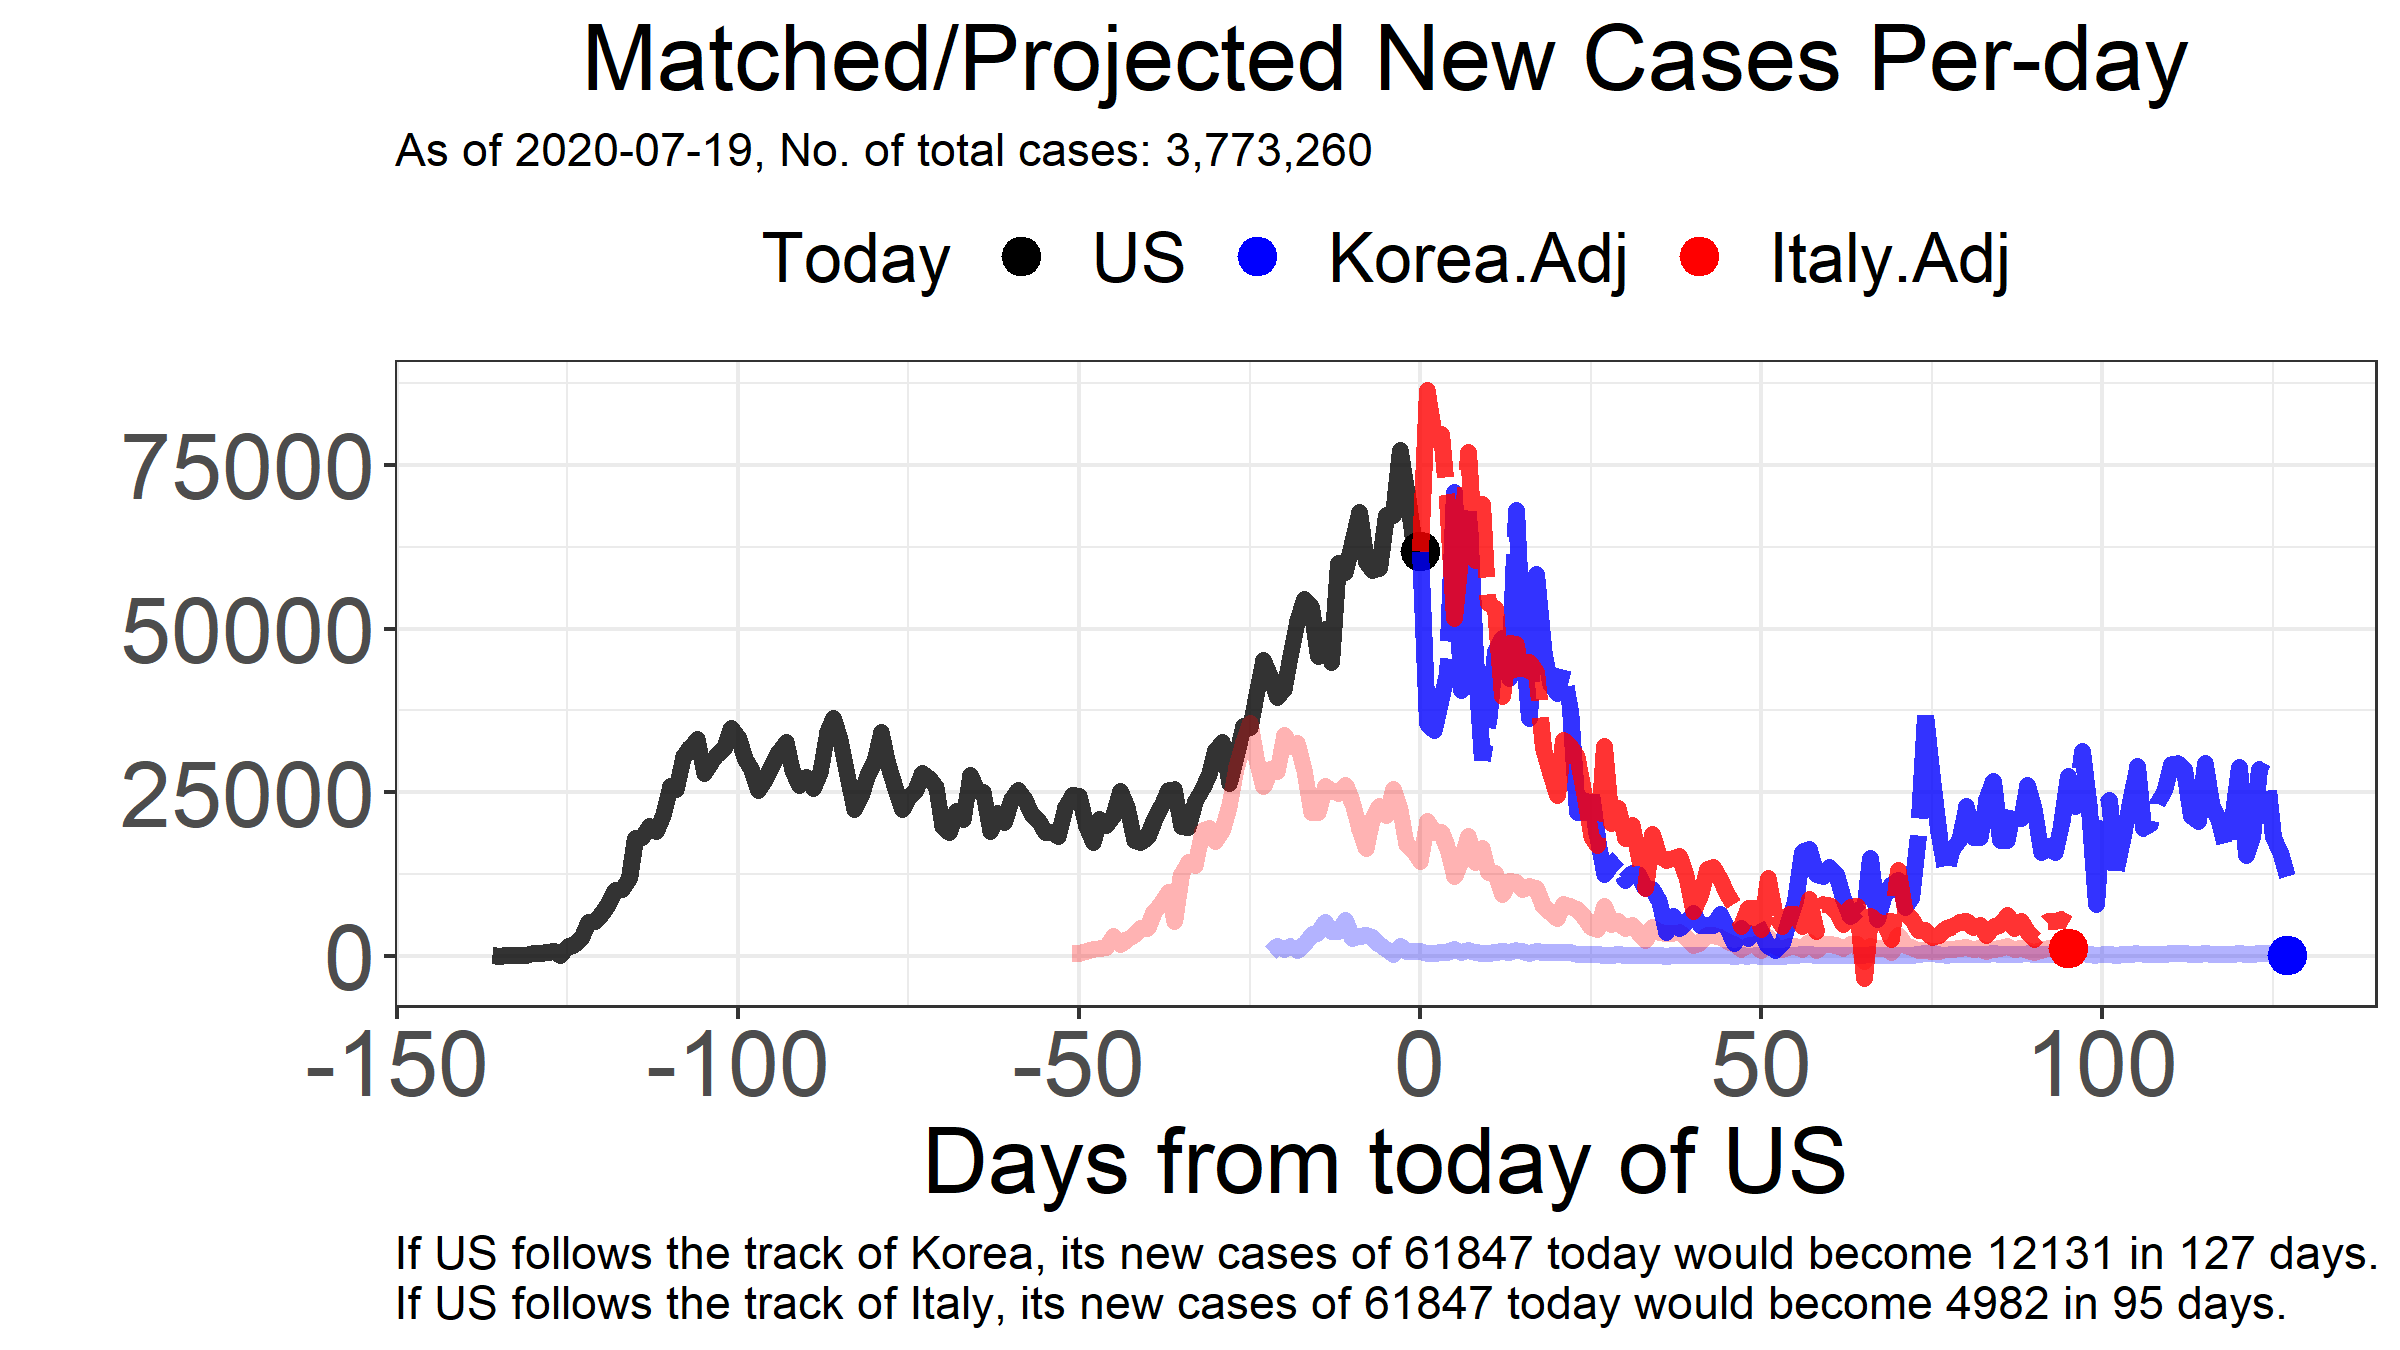 Matched/Projected New Cases Per-day
As of 2020-07-19, No. of total cases: 3,773,260
Today US Korea.Adj Italy.Adj
75000
50000
25000
0
-150 -100 -50 0 50 100
Days from today of US
If US follows the track of Korea, its new cases of 61847 today would become 12131 in 127 days.
If US follows the track of Italy, its new cases of 61847 today would become 4982 in 95 days.